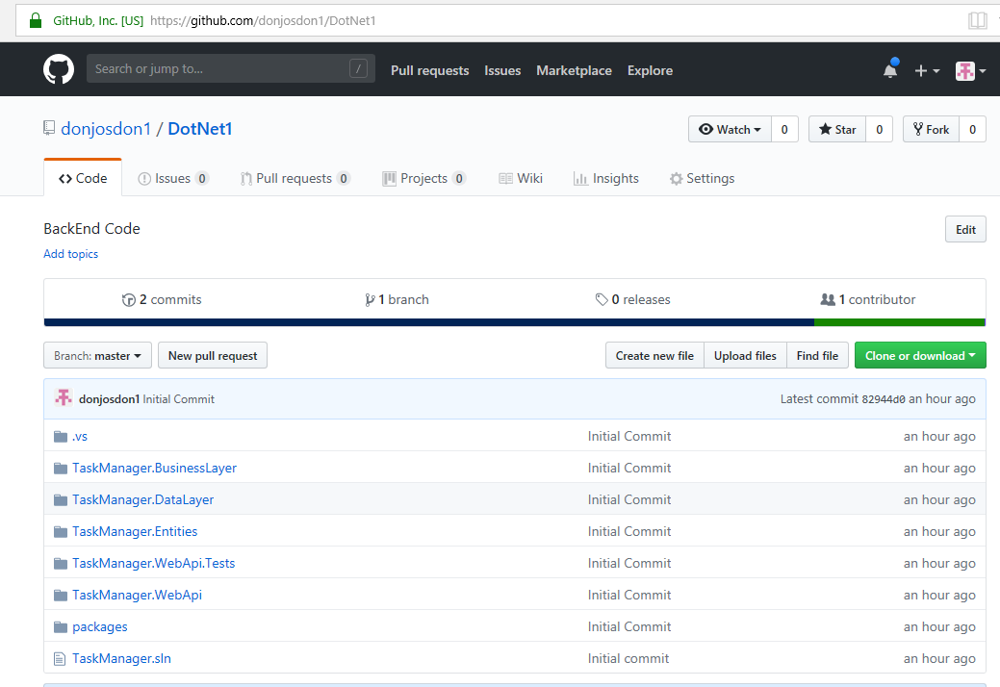 GitHub, Inc. [US] https://github.com/donjosdon1/DotNet1
Search or jump to... / Pull requests Issues Marketplace Explore
donjosdon1 / DotNet1 Watch 0 Star 0 Fork 0
Code Issues 0 Pull requests 0 Projects 0 Wiki Insights Settings
BackEnd Code Edit
Add topics
2 commits 1 branch 0 releases 1 contributor
Branch: master New pull request Create new file Upload files Find file Clone or download
donjosdon1 Initial Commit Latest commit 82944d0 an hour ago
.vs Initial Commit an hour ago
TaskManager.BusinessLayer Initial Commit an hour ago
TaskManager.DataLayer Initial Commit an hour ago
TaskManager.Entities Initial Commit an hour ago
TaskManager.WebApi.Tests Initial Commit an hour ago
TaskManager.WebApi Initial Commit an hour ago
packages Initial Commit an hour ago
TaskManager.sln Initial commit an hour ago